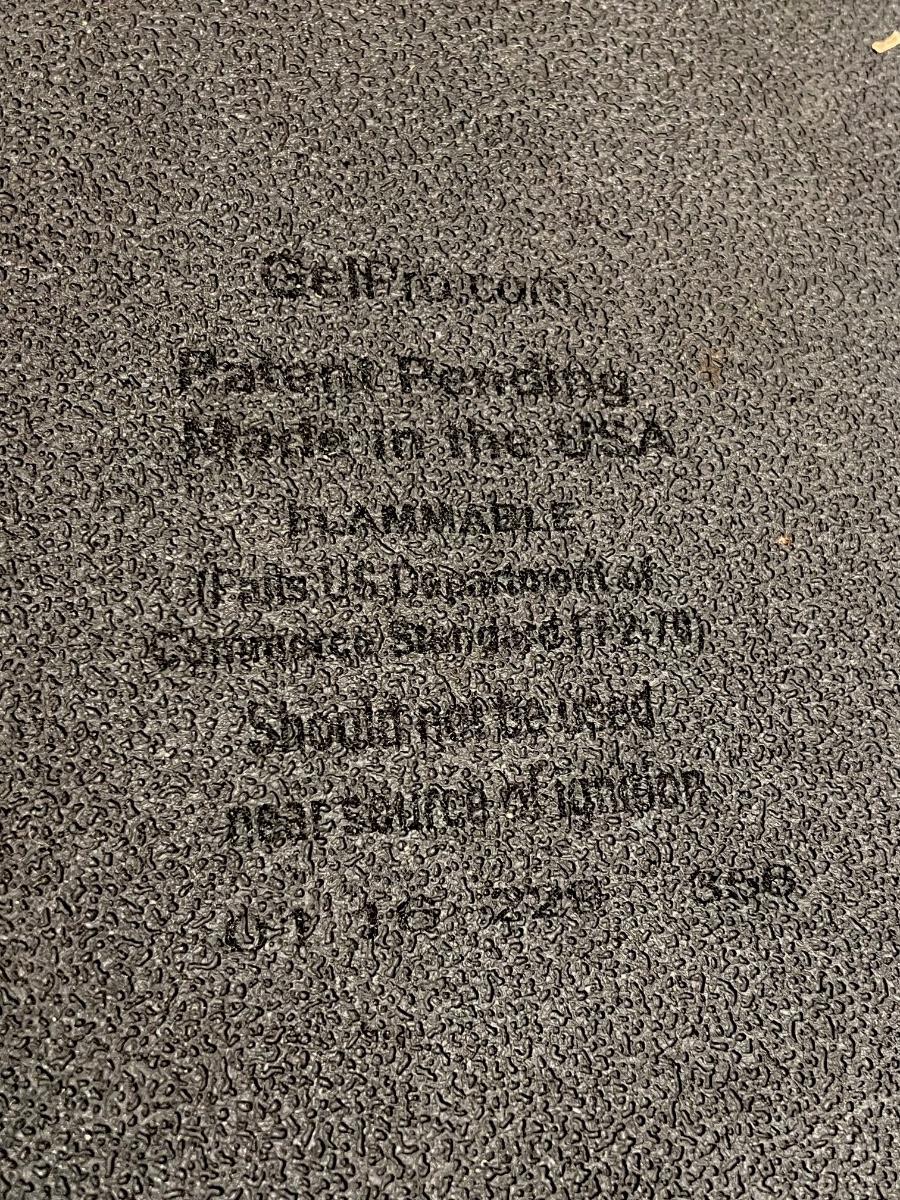 GelPro.com
Patent Pending
Made in the USA
FLAMMABLE
(Fails US Department of
Commerce Standard FF2-70)
Should not be used
near source of ignition